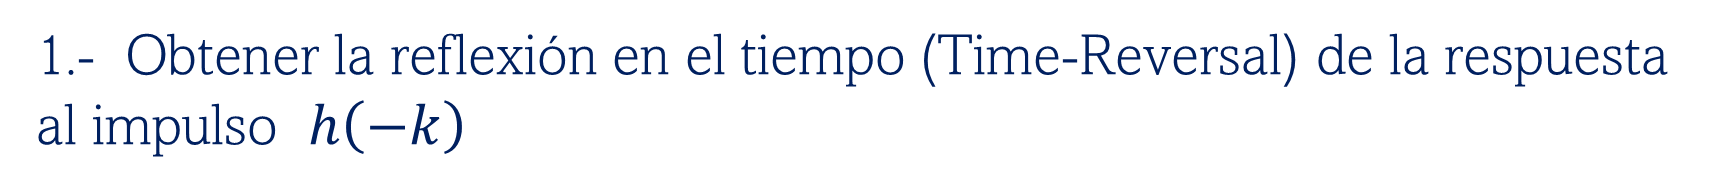 1.- Obtener la reflexión en el tiempo (Time-Reversal) de la respuesta
al impulso h(−k)